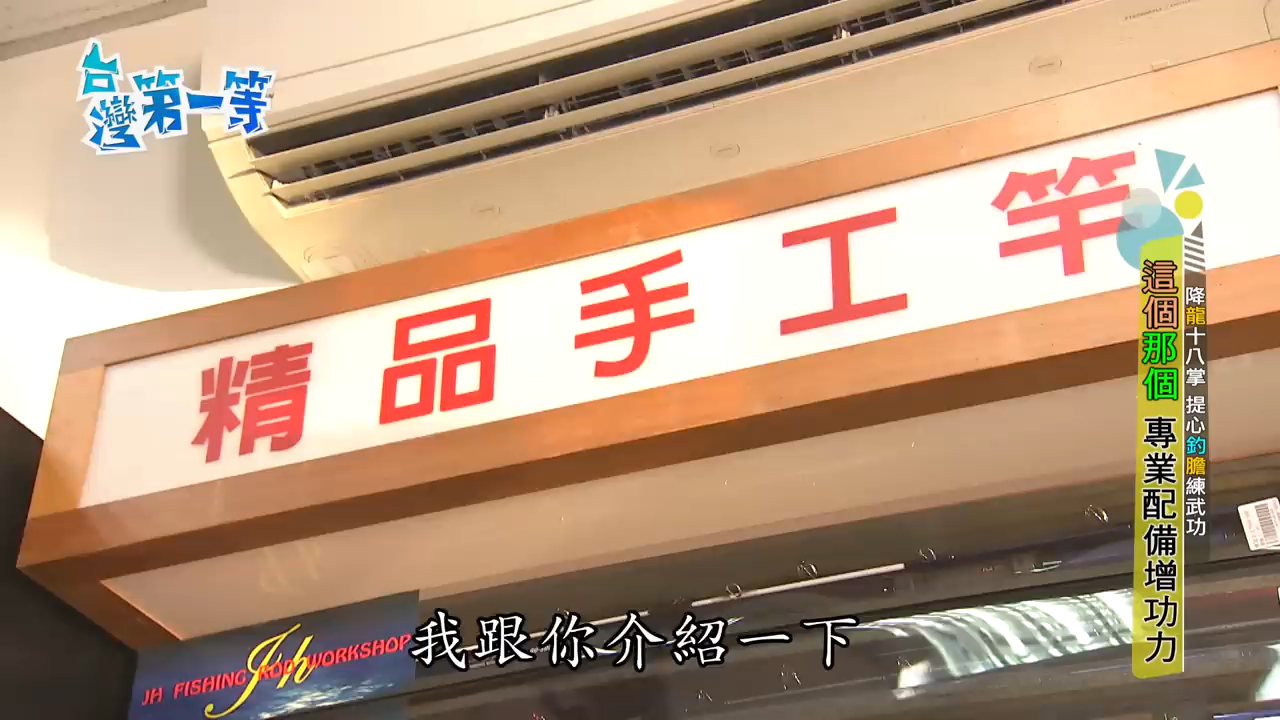 台灣第一等
精品手工竿
降龍十八掌 提心釣膽練武功
這個那個 專業配備增功力
JH FISHING ROD WORKSHOP
Jh
我跟你介紹一下